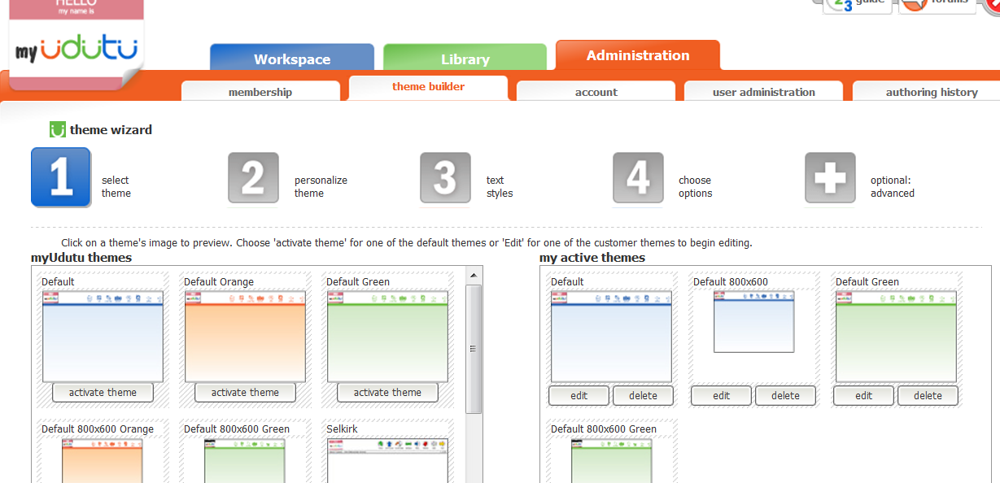 HELLO
my name is
my udutu
guide
forums
Workspace
Library
Administration
membership
theme builder
account
user administration
authoring history
theme wizard
1
select
theme
2
personalize
theme
3
text
styles
4
choose
options
optional:
advanced
Click on a theme's image to preview. Choose 'activate theme' for one of the default themes or 'Edit' for one of the customer themes to begin editing.
myUdutu themes
my active themes
Default
Default Orange
Default Green
activate theme
activate theme
activate theme
Default 800x600 Orange
Default 800x600 Green
Selkirk
Default
Default 800x600
Default Green
edit
delete
edit
delete
edit
delete
Default 800x600 Green